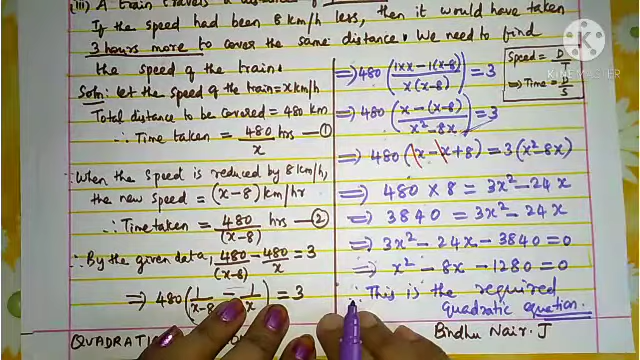 (iii) A train travels a distance of
If the speed had been 8 km/h less, then it would have taken
3 hours more to cover the same distance. We need to find
the speed of the train.
Soln: Let the speed of the train = x km/h
Total distance to be covered = 480 km
∴ Time taken = 480/x hrs — ①
∴ When the speed is reduced by 8 km/h,
the new speed = (x-8) km/hr
∴ Time taken = 480/(x-8) hrs — ②
∴ By the given data, 480/(x-8) - 480/x = 3
⇒ 480(1/(x-8) - 1/x) = 3
QUADRATI
⇒ 480((1×x - 1(x-8))/(x(x-8))) = 3
⇒ 480((x-(x-8))/(x²-8x)) = 3
⇒ 480(x-x+8) = 3(x²-8x)
⇒ 480 × 8 = 3x²-24x
⇒ 3840 = 3x²-24x
⇒ 3x²-24x-3840=0
⇒ x²-8x-1280=0
∴ This is the required
quadratic equation.
Bindhu Nair. J
Speed = D/T
⇒ Time = D/S
KINEMASTER